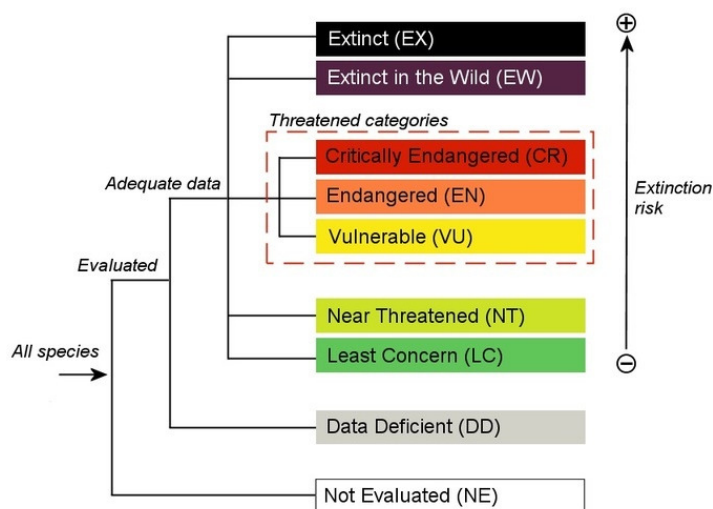 Extinct (EX)
Extinct in the Wild (EW)
Threatened categories
Critically Endangered (CR)
Adequate data
Endangered (EN)
Extinction
risk
Vulnerable (VU)
Evaluated
Near Threatened (NT)
All species
Least Concern (LC)
Data Deficient (DD)
Not Evaluated (NE)